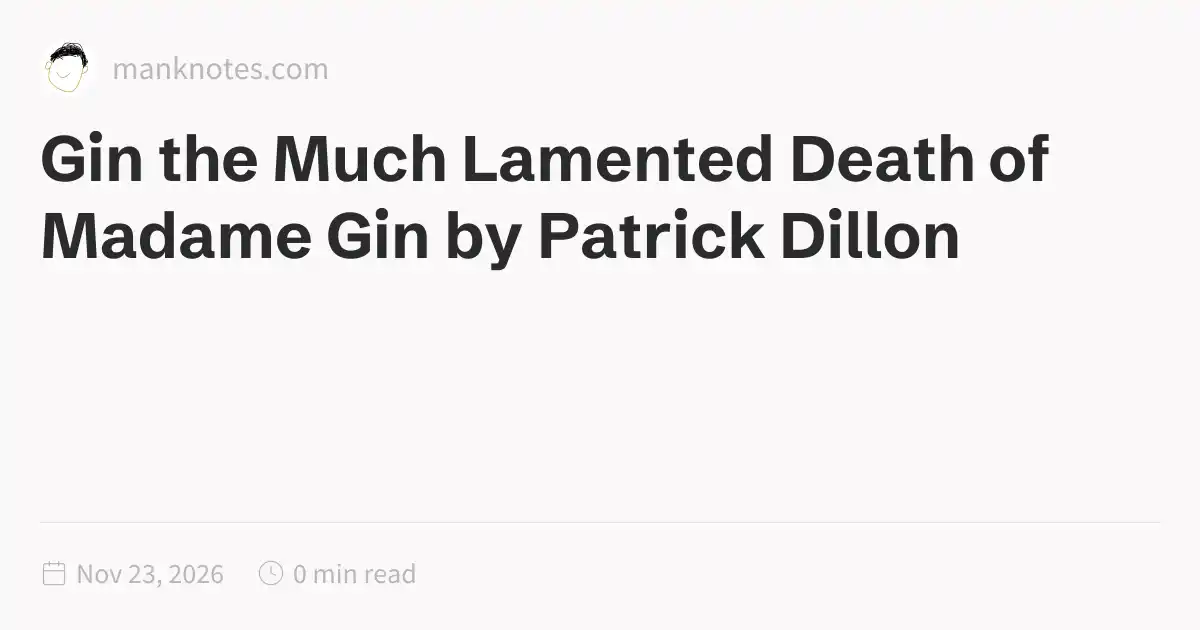 manknotes.com
Gin the Much Lamented Death of
Madame Gin by Patrick Dillon
Nov 23, 2026 0 min read